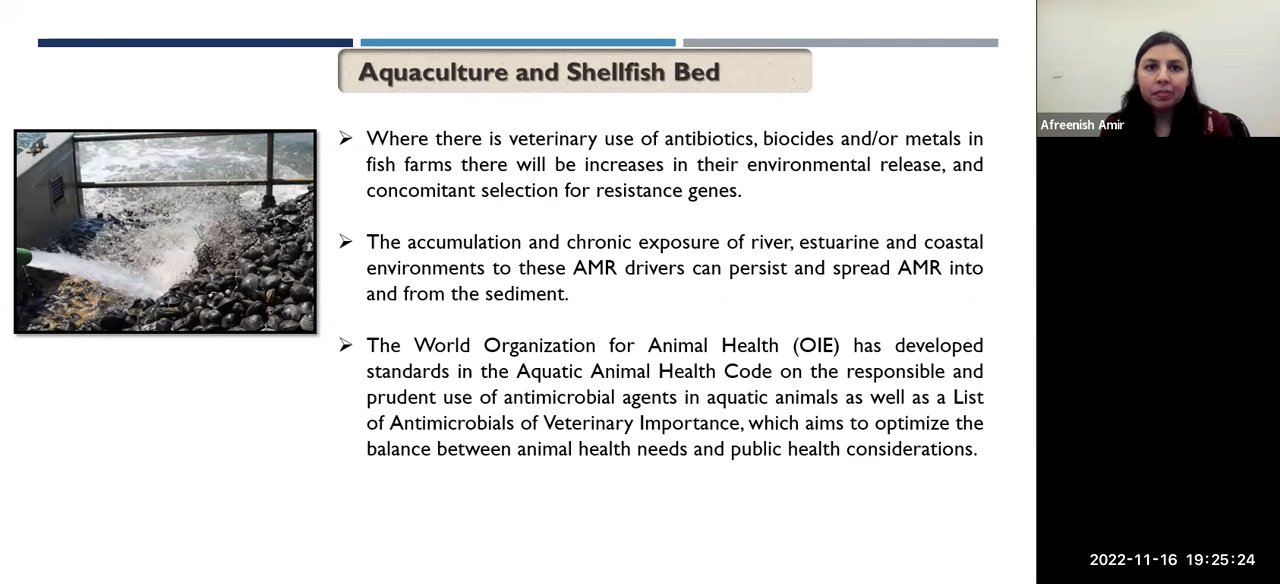 Aquaculture and Shellfish Bed
Afreenish Amir
Where there is veterinary use of antibiotics, biocides and/or metals in
fish farms there will be increases in their environmental release, and
concomitant selection for resistance genes.
The accumulation and chronic exposure of river, estuarine and coastal
environments to these AMR drivers can persist and spread AMR into
and from the sediment.
The World Organization for Animal Health (OIE) has developed
standards in the Aquatic Animal Health Code on the responsible and
prudent use of antimicrobial agents in aquatic animals as well as a List
of Antimicrobials of Veterinary Importance, which aims to optimize the
balance between animal health needs and public health considerations.
2022-11-16 19:25:24